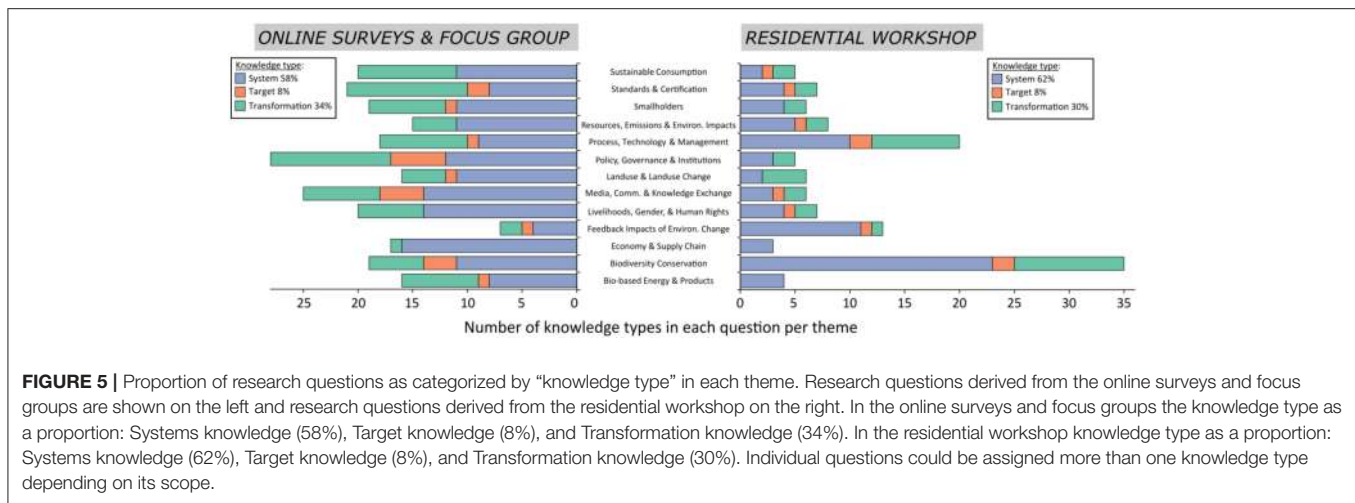 ONLINE SURVEYS & FOCUS GROUP
RESIDENTIAL WORKSHOP
Knowledge type:
System 58%
Target 8%
Transformation 34%
Knowledge type:
System 62%
Target 8%
Transformation 30%
Sustainable Consumption
Standards & Certification
Smallholders
Resources, Emissions & Environ. Impacts
Process, Technology & Management
Policy, Governance & Institutions
Landuse & Landuse Change
Media, Comm. & Knowledge Exchange
Livelihoods, Gender, & Human Rights
Feedback Impacts of Environ. Change
Economy & Supply Chain
Biodiversity Conservation
Bio-based Energy & Products
25 20 15 10 5 0
0 5 10 15 20 25 30 35
Number of knowledge types in each question per theme
FIGURE 5 | Proportion of research questions as categorized by “knowledge type” in each theme. Research questions derived from the online surveys and focus
groups are shown on the left and research questions derived from the residential workshop on the right. In the online surveys and focus groups the knowledge type as
a proportion: Systems knowledge (58%), Target knowledge (8%), and Transformation knowledge (34%). In the residential workshop knowledge type as a proportion:
Systems knowledge (62%), Target knowledge (8%), and Transformation knowledge (30%). Individual questions could be assigned more than one knowledge type
depending on its scope.